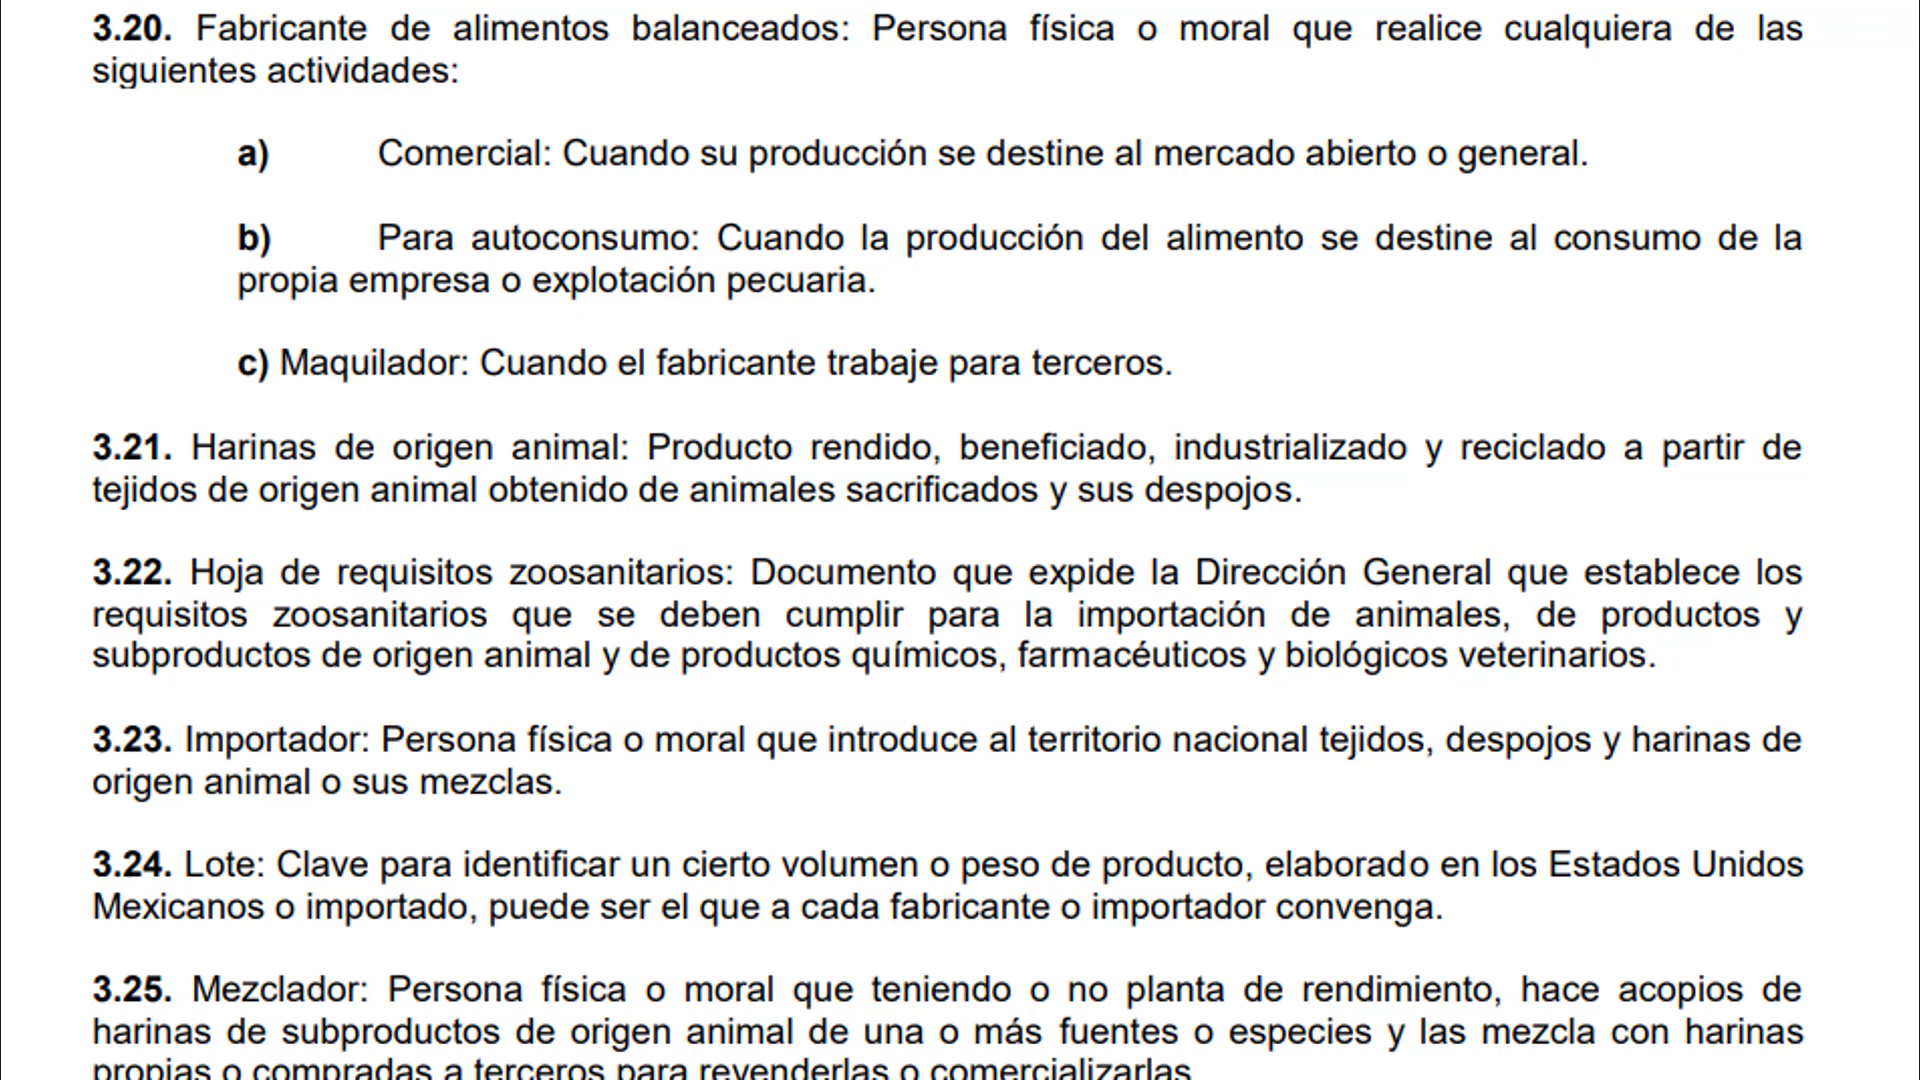 3.20. Fabricante de alimentos balanceados: Persona física o moral que realice cualquiera de las
siguientes actividades:
a) Comercial: Cuando su producción se destine al mercado abierto o general.
b) Para autoconsumo: Cuando la producción del alimento se destine al consumo de la
propia empresa o explotación pecuaria.
c) Maquilador: Cuando el fabricante trabaje para terceros.
3.21. Harinas de origen animal: Producto rendido, beneficiado, industrializado y reciclado a partir de
tejidos de origen animal obtenido de animales sacrificados y sus despojos.
3.22. Hoja de requisitos zoosanitarios: Documento que expide la Dirección General que establece los
requisitos zoosanitarios que se deben cumplir para la importación de animales, de productos y
subproductos de origen animal y de productos químicos, farmacéuticos y biológicos veterinarios.
3.23. Importador: Persona física o moral que introduce al territorio nacional tejidos, despojos y harinas de
origen animal o sus mezclas.
3.24. Lote: Clave para identificar un cierto volumen o peso de producto, elaborado en los Estados Unidos
Mexicanos o importado, puede ser el que a cada fabricante o importador convenga.
3.25. Mezclador: Persona física o moral que teniendo o no planta de rendimiento, hace acopios de
harinas de subproductos de origen animal de una o más fuentes o especies y las mezcla con harinas
propias o compradas a terceros para revenderlas o comercializarlas.